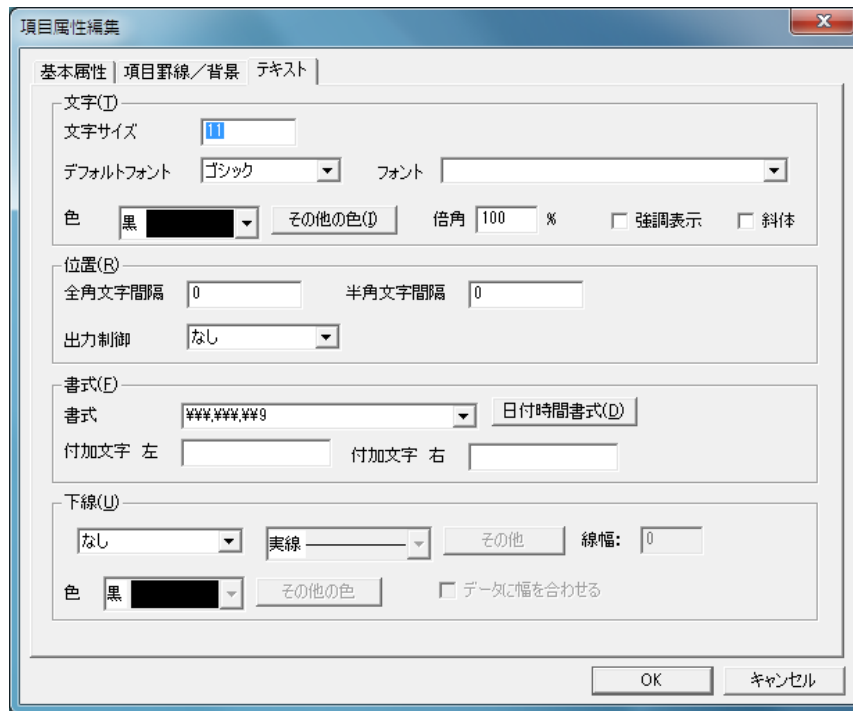 項目属性編集
基本属性 項目罫線／背景 テキスト
文字(T)
文字サイズ 11
デフォルトフォント ゴシック フォント
色 黒 その他の色(I) 倍角 100 % 強調表示 斜体
位置(R)
全角文字間隔 0 半角文字間隔 0
出力制御 なし
書式(F)
書式 ¥¥¥,¥¥¥,¥¥9 日付時間書式(D)
付加文字 左 付加文字 右
下線(U)
なし 実線 その他 線幅: 0
色 黒 その他の色 データに幅を合わせる
OK キャンセル